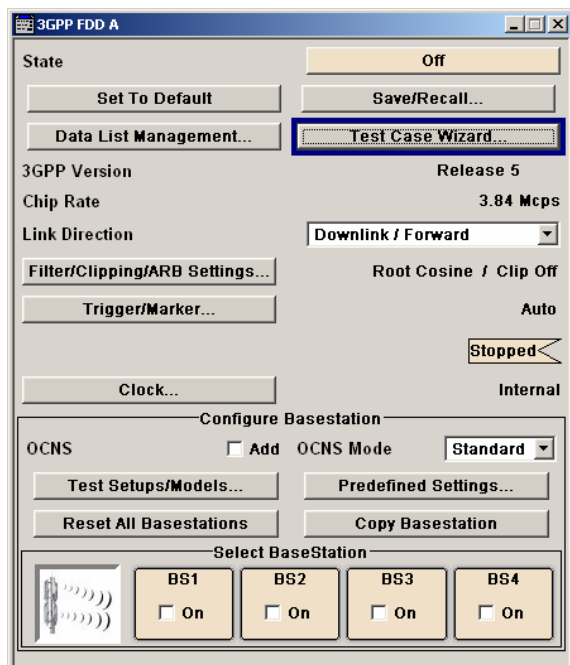 3GPP FDD A
State Off
Set To Default Save/Recall...
Data List Management... Test Case Wizard...
3GPP Version Release 5
Chip Rate 3.84 Mcps
Link Direction Downlink / Forward
Filter/Clipping/ARB Settings... Root Cosine / Clip Off
Trigger/Marker... Auto
Stopped
Clock... Internal
Configure Basestation
OCNS Add OCNS Mode Standard
Test Setups/Models... Predefined Settings...
Reset All Basestations Copy Basestation
Select BaseStation
BS1 BS2 BS3 BS4
On On On On